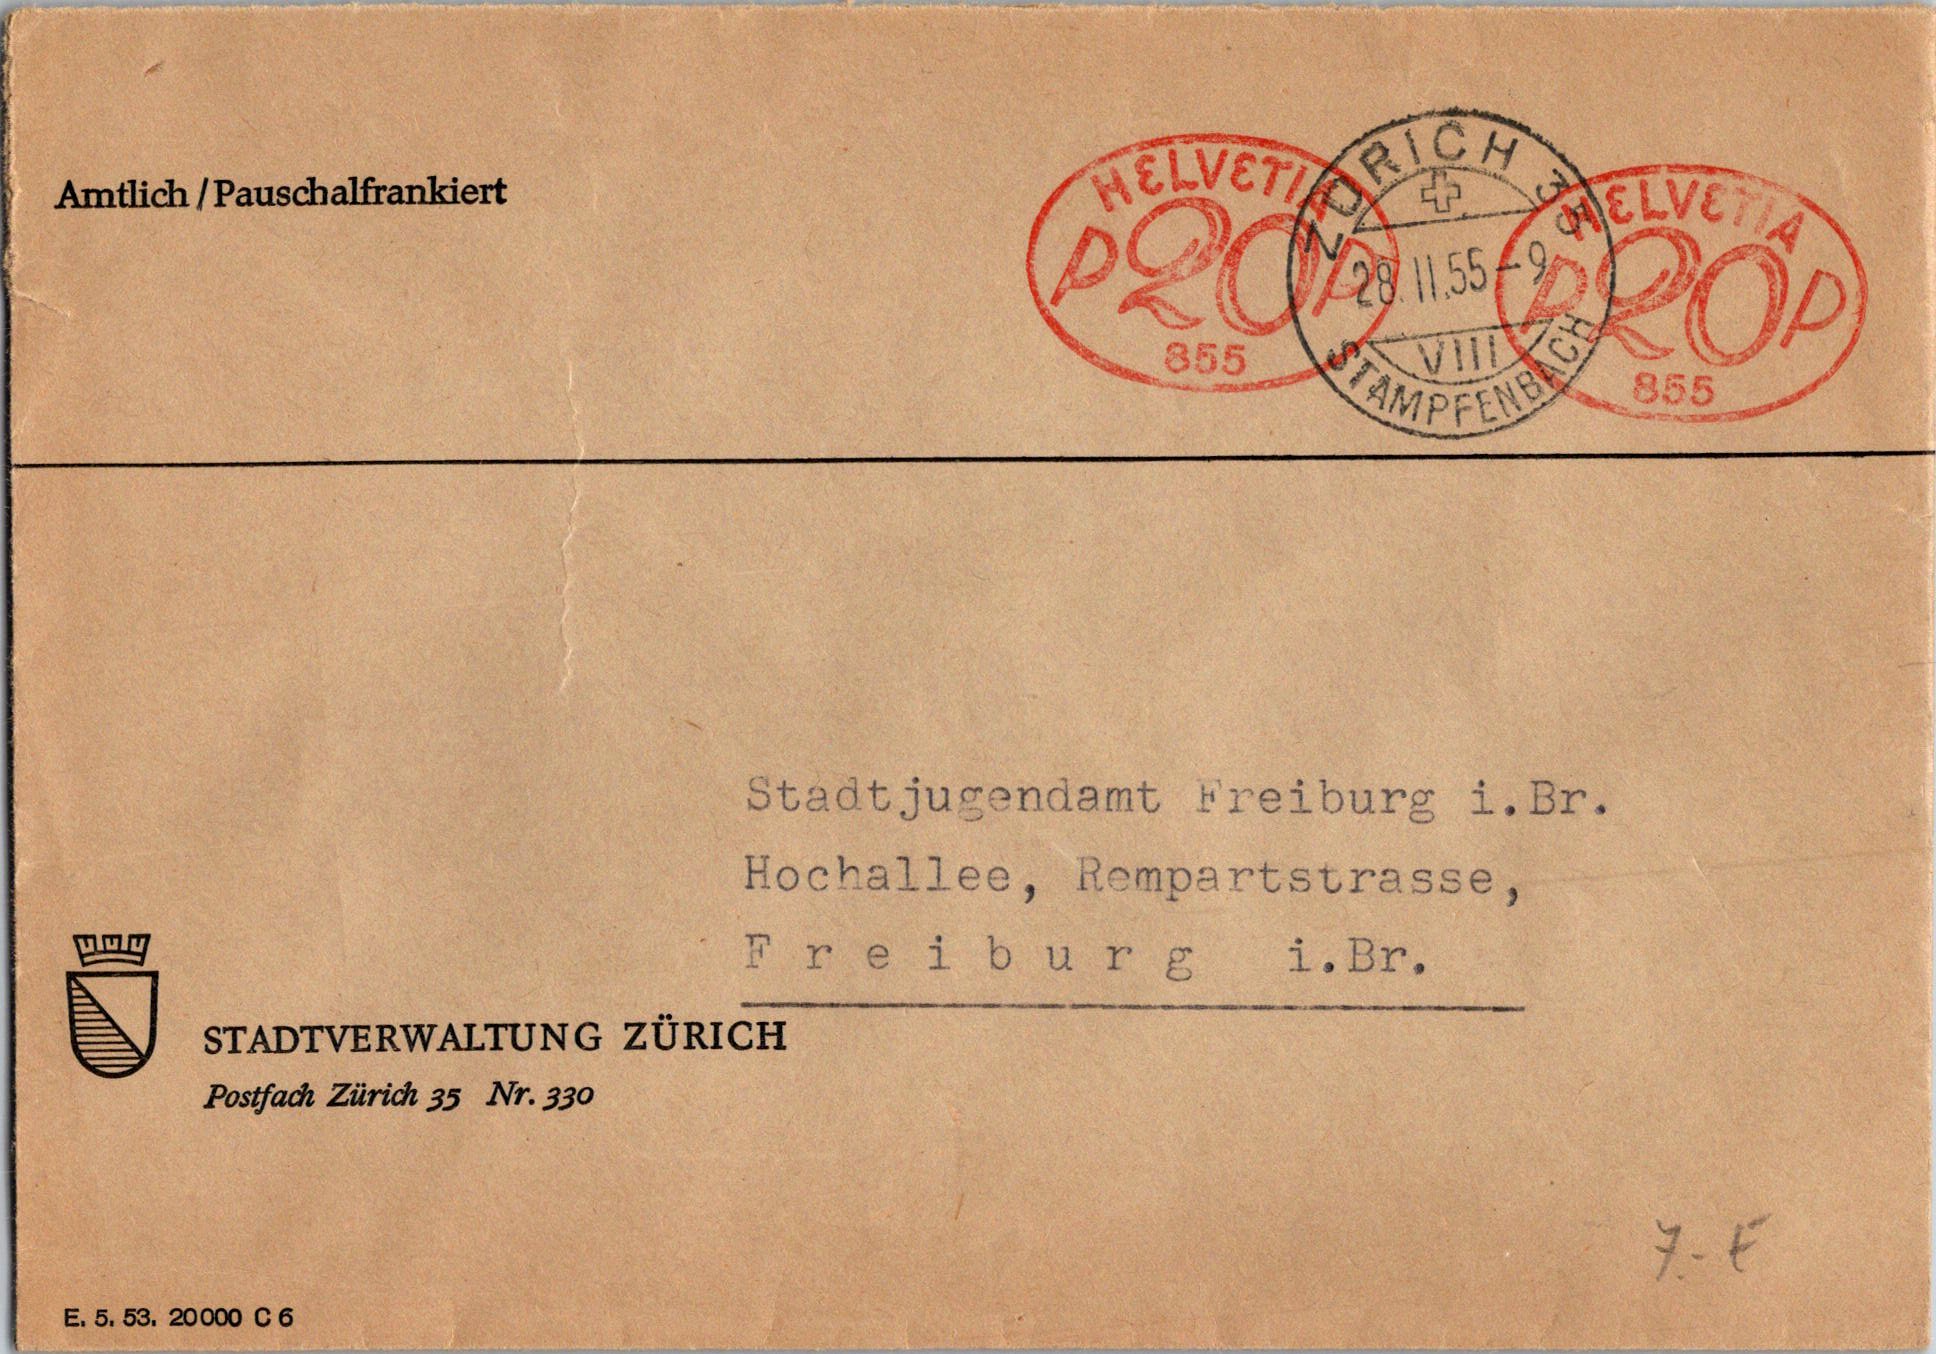 Amtlich / Pauschalfrankiert
HELVETIA
P 20 P
855
ZÜRICH 35
28. II. 55 - 9
VIII
STAMPFENBACH
HELVETIA
P 20 P
855
Stadtjugendamt Freiburg i.Br.
Hochallee, Rempartstrasse,
F r e i b u r g i.Br.
STADTVERWALTUNG ZÜRICH
Postfach Zürich 35 Nr. 330
7.-
E. 5. 53. 20000 C 6